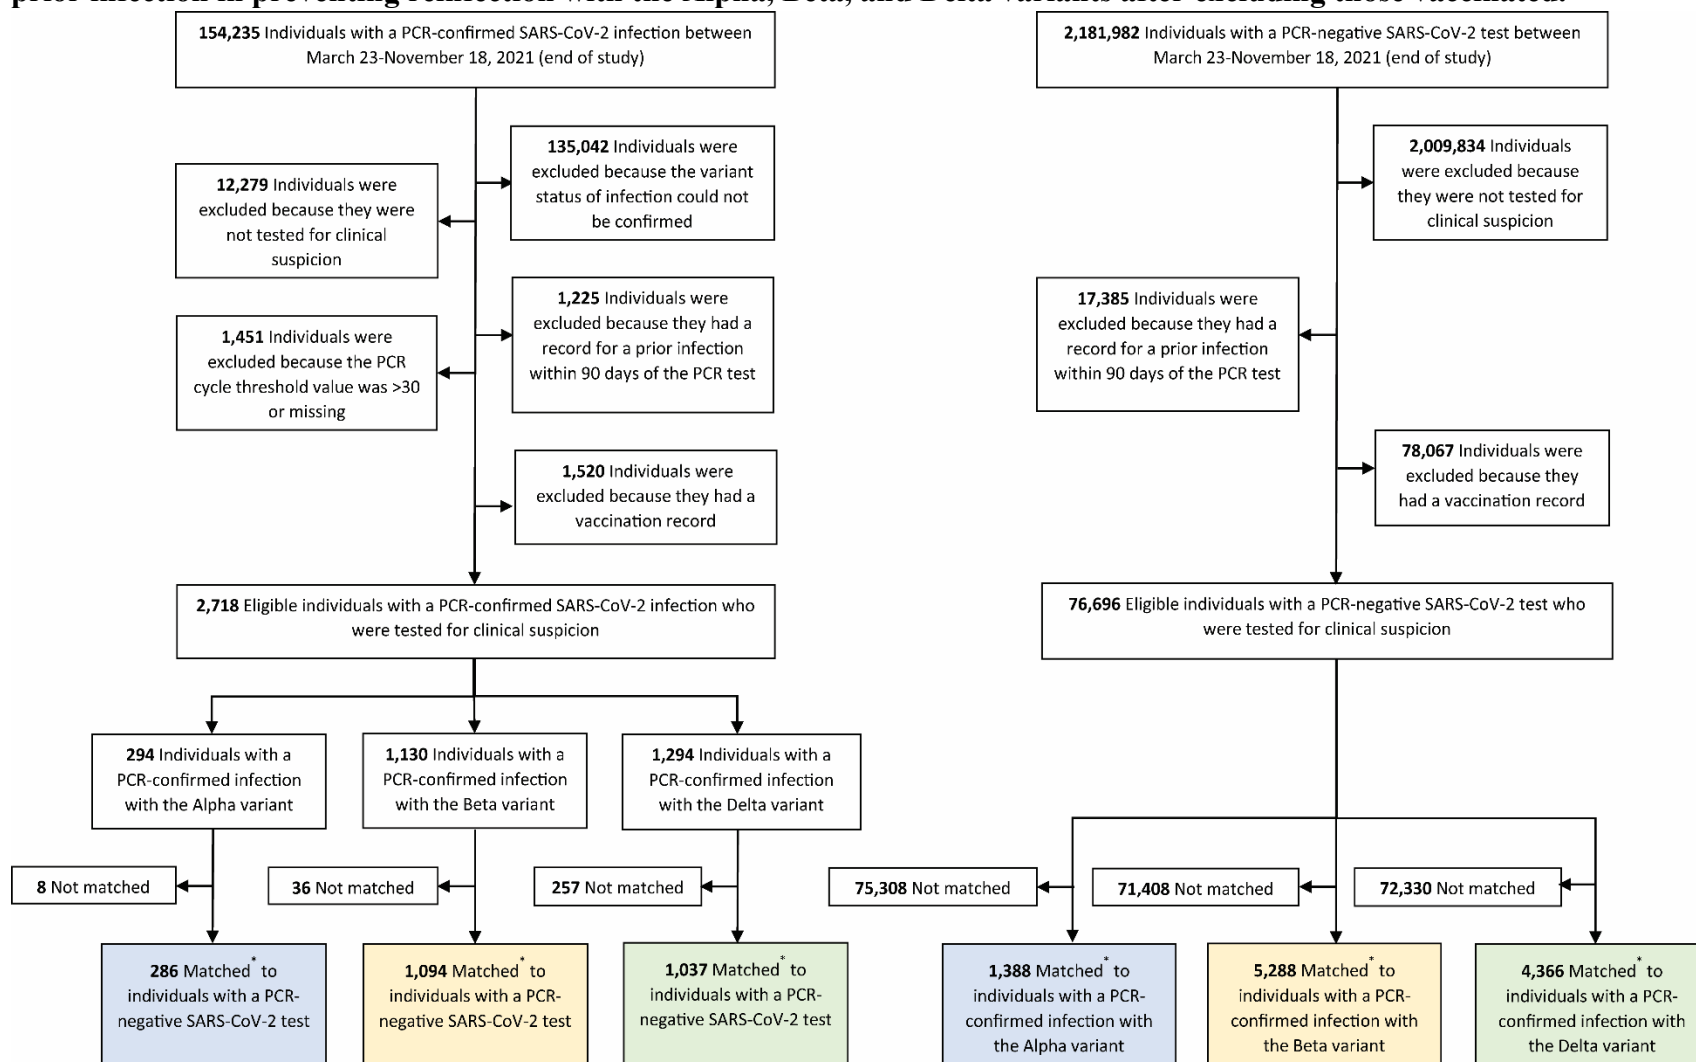 prior infection in preventing reinfection with the Alpha, Beta, and Delta variants after excluding those vaccinated.
154,235 Individuals with a PCR-confirmed SARS-CoV-2 infection between
March 23-November 18, 2021 (end of study)
2,181,982 Individuals with a PCR-negative SARS-CoV-2 test between
March 23-November 18, 2021 (end of study)
135,042 Individuals were
excluded because the variant
status of infection could not
be confirmed
12,279 Individuals were
excluded because they were
not tested for clinical
suspicion
1,225 Individuals were
excluded because they had a
record for a prior infection
within 90 days of the PCR test
1,451 Individuals were
excluded because the PCR
cycle threshold value was >30
or missing
1,520 Individuals were
excluded because they had a
vaccination record
2,009,834 Individuals
were excluded because
they were not tested for
clinical suspicion
17,385 Individuals were
excluded because they had a
record for a prior infection
within 90 days of the PCR test
78,067 Individuals were
excluded because they
had a vaccination record
2,718 Eligible individuals with a PCR-confirmed SARS-CoV-2 infection who
were tested for clinical suspicion
76,696 Eligible individuals with a PCR-negative SARS-CoV-2 test who
were tested for clinical suspicion
294 Individuals with a
PCR-confirmed infection
with the Alpha variant
1,130 Individuals with a
PCR-confirmed infection
with the Beta variant
1,294 Individuals with a
PCR-confirmed infection
with the Delta variant
8 Not matched
36 Not matched
257 Not matched
75,308 Not matched
71,408 Not matched
72,330 Not matched
286 Matched* to
individuals with a PCR-
negative SARS-CoV-2 test
1,094 Matched* to
individuals with a PCR-
negative SARS-CoV-2 test
1,037 Matched* to
individuals with a PCR-
negative SARS-CoV-2 test
1,388 Matched* to
individuals with a PCR-
confirmed infection with
the Alpha variant
5,288 Matched* to
individuals with a PCR-
confirmed infection with
the Beta variant
4,366 Matched* to
individuals with a PCR-
confirmed infection with
the Delta variant